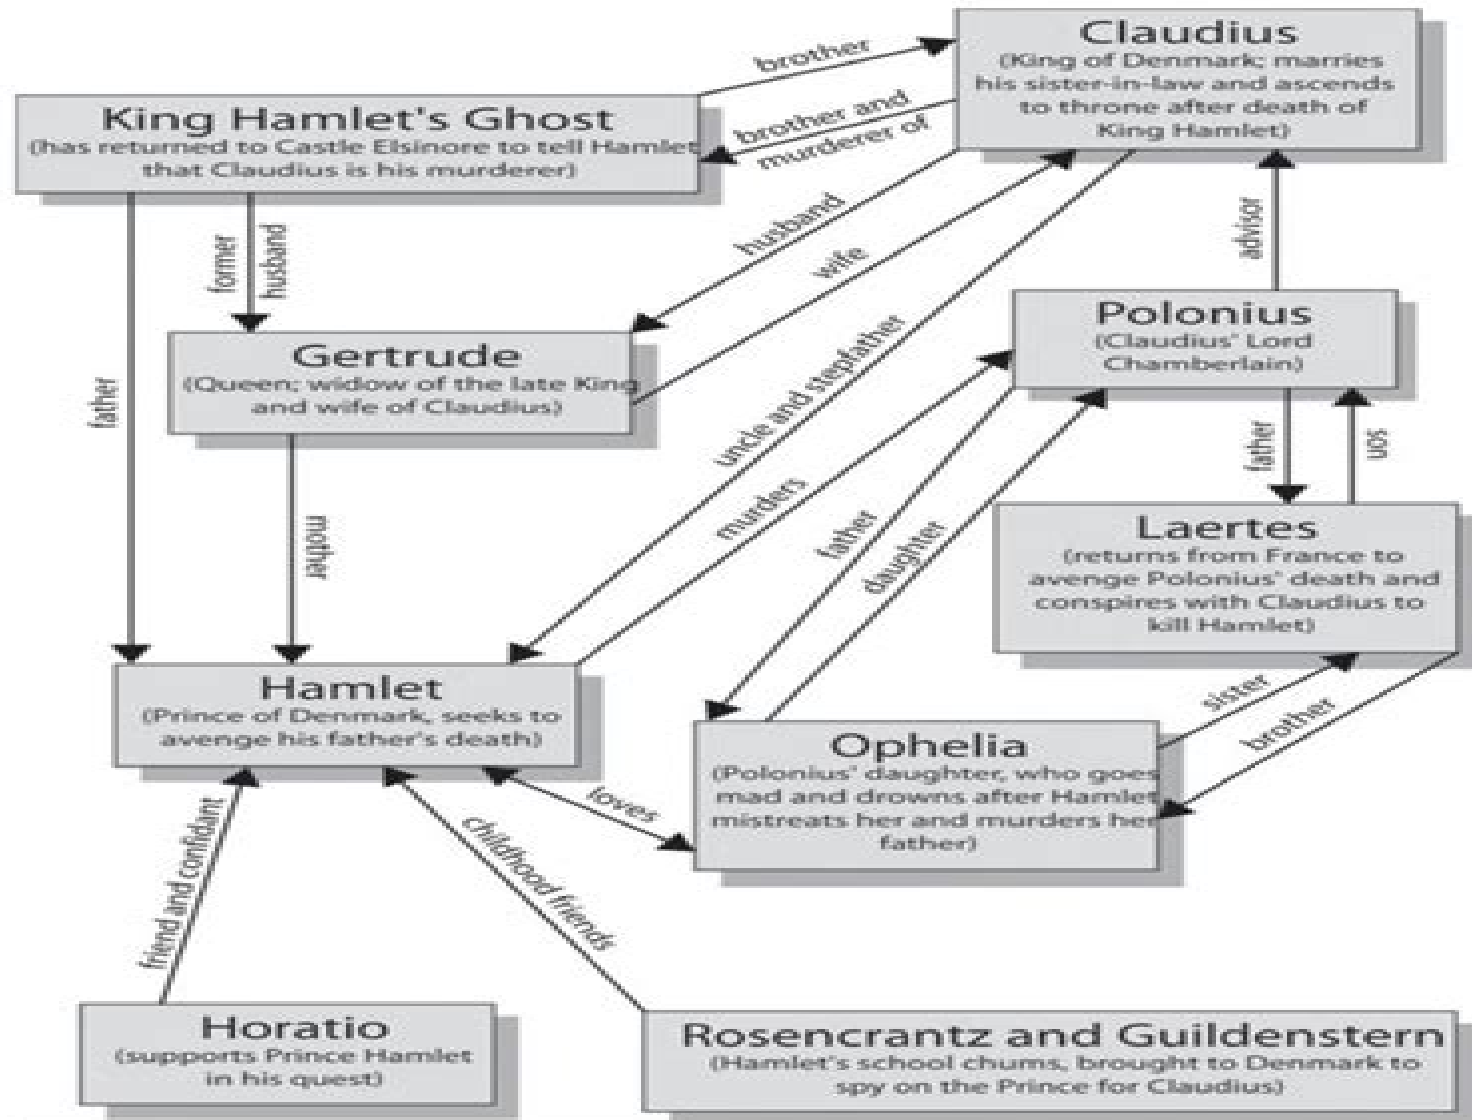 Claudius
(King of Denmark; marries
his sister-in-law and ascends
to throne after death of
King Hamlet)
brother
brother and
murderer of
King Hamlet's Ghost
(has returned to Castle Elsinore to tell Hamlet
that Claudius is his murderer)
former
husband
father
husband
wife
advisor
Polonius
(Claudius' Lord
Chamberlain)
Gertrude
(Queen; widow of the late King
and wife of Claudius)
uncle and stepfather
murders
father
daughter
father
son
mother
Laertes
(returns from France to
avenge Polonius' death and
conspires with Claudius to
kill Hamlet)
Hamlet
(Prince of Denmark, seeks to
avenge his father's death)
sister
brother
Ophelia
(Polonius' daughter, who goes
mad and drowns after Hamlet
mistreats her and murders her
father)
loves
friend and confidant
childhood friends
Horatio
(supports Prince Hamlet
in his quest)
Rosencrantz and Guildenstern
(Hamlet's school chums, brought to Denmark to
spy on the Prince for Claudius)